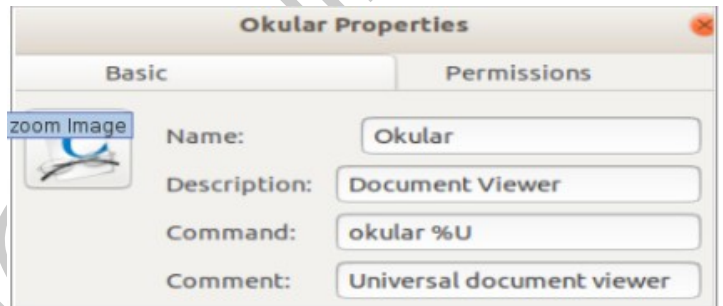 Okular Properties
Basic Permissions
zoom Image
Name: Okular
Description: Document Viewer
Command: okular %U
Comment: Universal document viewer